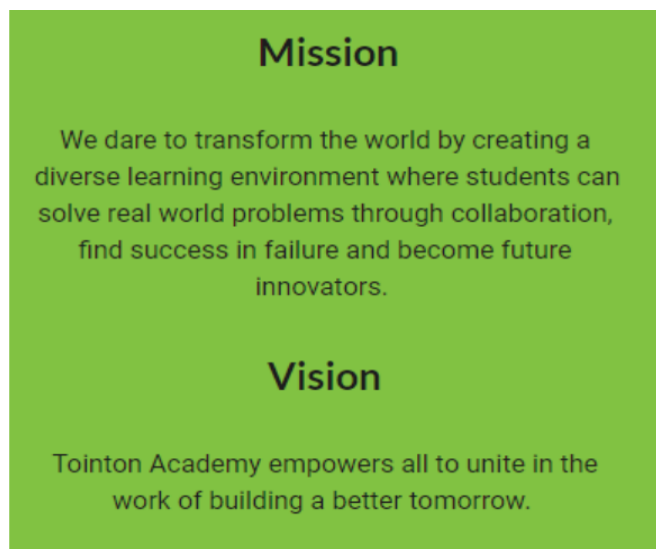 Mission
We dare to transform the world by creating a
diverse learning environment where students can
solve real world problems through collaboration,
find success in failure and become future
innovators.
Vision
Tointon Academy empowers all to unite in the
work of building a better tomorrow.